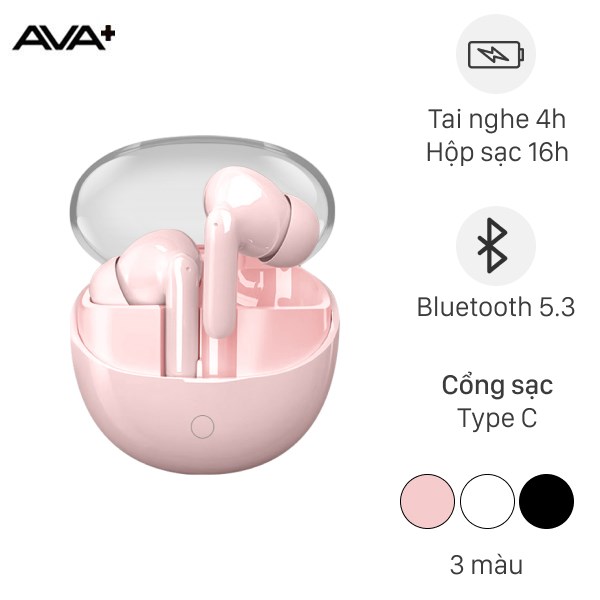 AVA+
Tai nghe 4h
Hộp sạc 16h
Bluetooth 5.3
Cổng sạc
Type C
3 màu